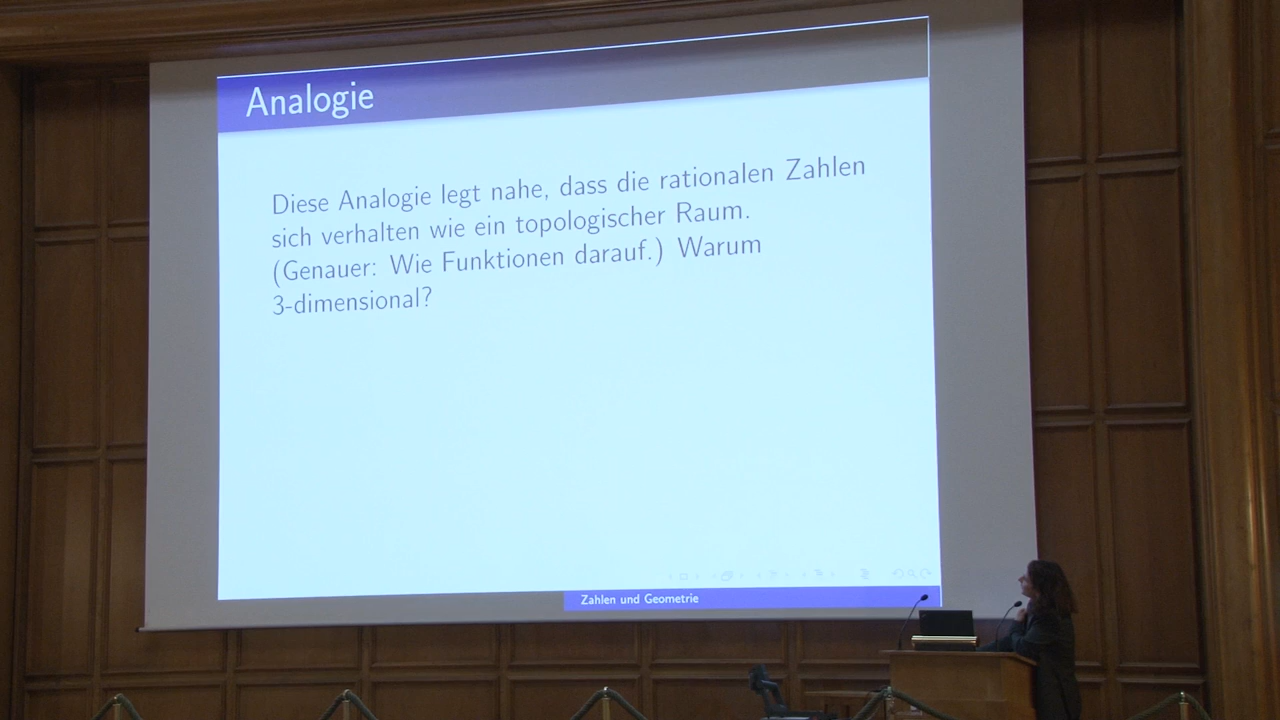 Analogie
Diese Analogie legt nahe, dass die rationalen Zahlen
sich verhalten wie ein topologischer Raum.
(Genauer: Wie Funktionen darauf.) Warum
3-dimensional?
Zahlen und Geometrie